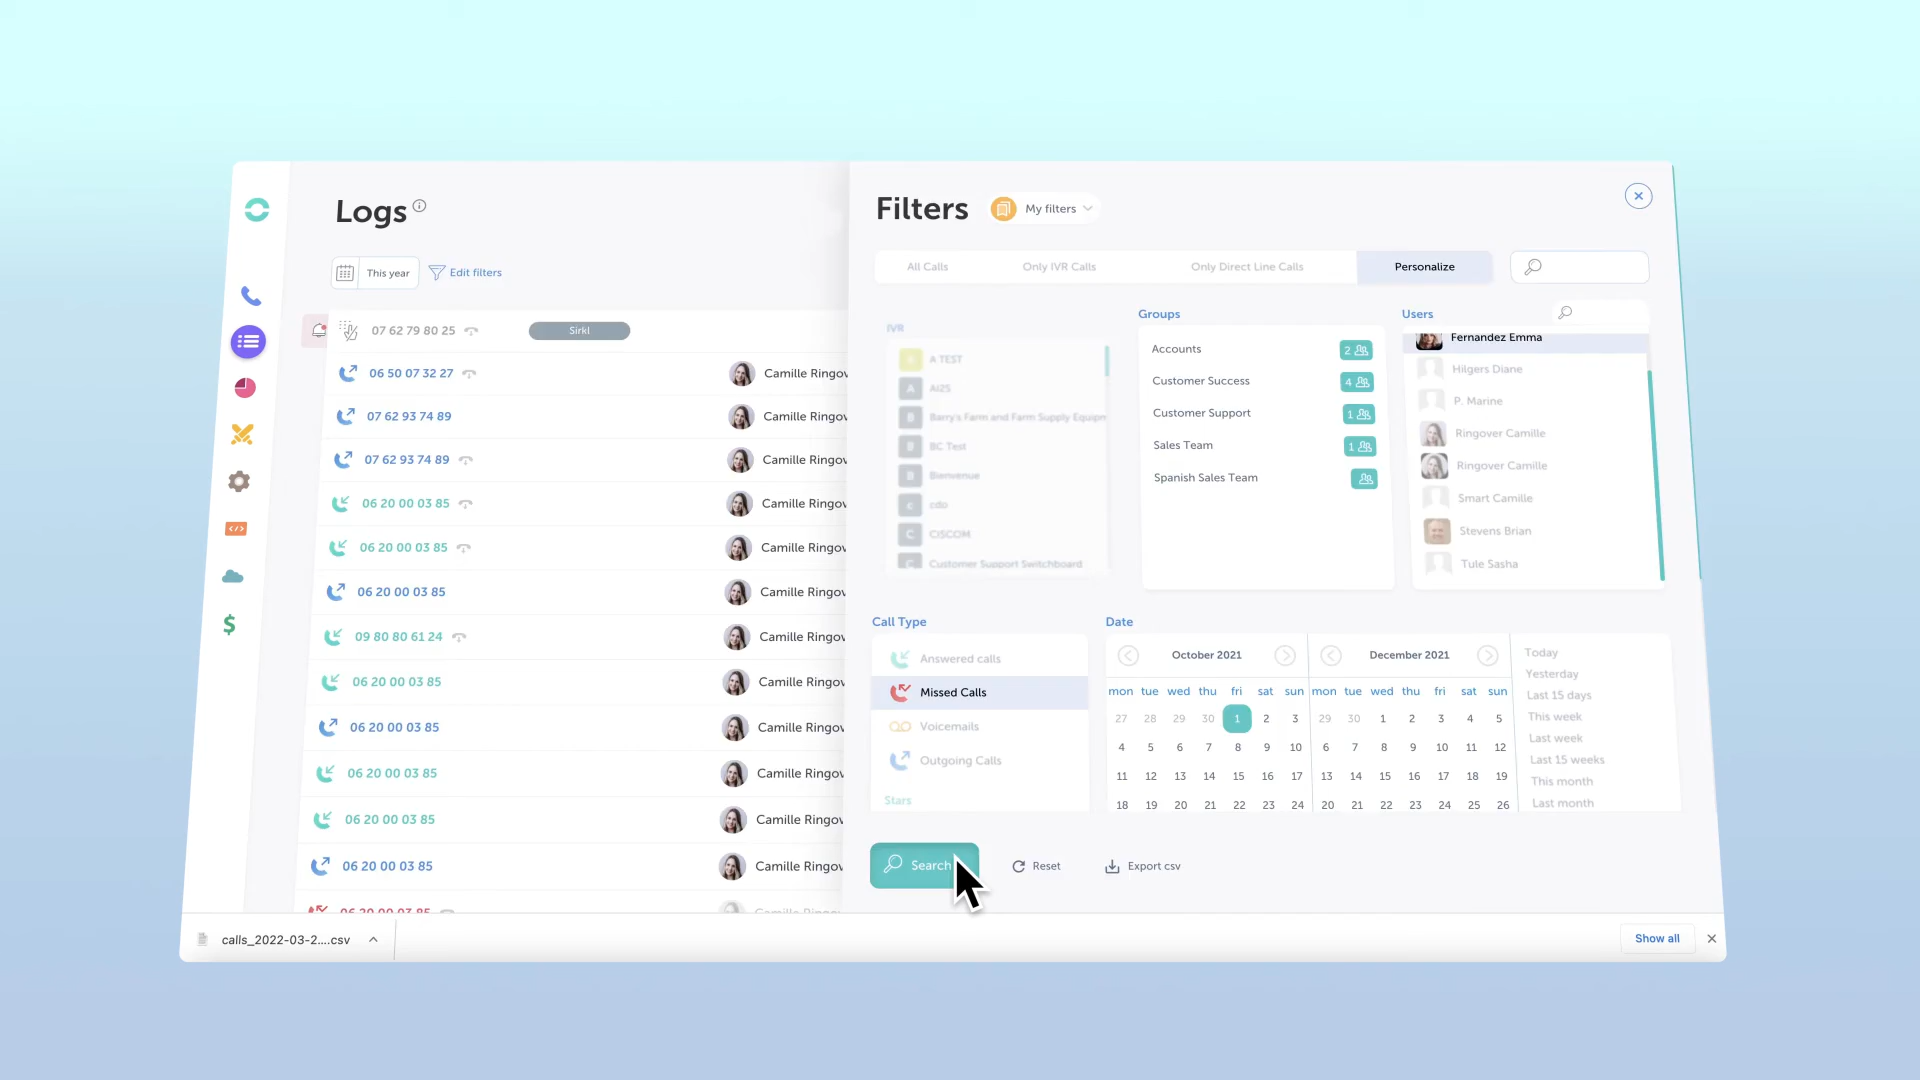 Logs
This year
Edit filters
07 62 79 80 25
Sirkl
06 50 07 32 27
Camille Ringov
07 62 93 74 89
Camille Ringov
07 62 93 74 89
Camille Ringov
06 20 00 03 85
Camille Ringov
06 20 00 03 85
Camille Ringov
06 20 00 03 85
Camille Ringov
09 80 80 61 24
Camille Ringov
06 20 00 03 85
Camille Ringov
06 20 00 03 85
Camille Ringov
06 20 00 03 85
Camille Ringov
06 20 00 03 85
Camille Ringov
06 20 00 03 85
Camille Ringov
Filters
My filters
All Calls
Only IVR Calls
Only Direct Line Calls
Personalize
IVR
A TEST
A AI25
B Barry's Farm and Farm Supply Equipm
B BC Test
B Bienvenue
C cdo
C CISCOM
C Customer Support Switchboard
Groups
Accounts 2
Customer Success 4
Customer Support 1
Sales Team 1
Spanish Sales Team
Users
Fernandez Emma
Hilgers Diane
P. Marine
Ringover Camille
Ringover Camille
Smart Camille
Stevens Brian
Tule Sasha
Call Type
Answered calls
Missed Calls
Voicemails
Outgoing Calls
Stars
Date
October 2021
mon tue wed thu fri sat sun
27 28 29 30 1 2 3
4 5 6 7 8 9 10
11 12 13 14 15 16 17
18 19 20 21 22 23 24
December 2021
mon tue wed thu fri sat sun
29 30 1 2 3 4 5
6 7 8 9 10 11 12
13 14 15 16 17 18 19
20 21 22 23 24 25 26
Today
Yesterday
Last 15 days
This week
Last week
Last 15 weeks
This month
Last month
Search
Reset
Export csv
calls_2022-03-2....csv
Show all